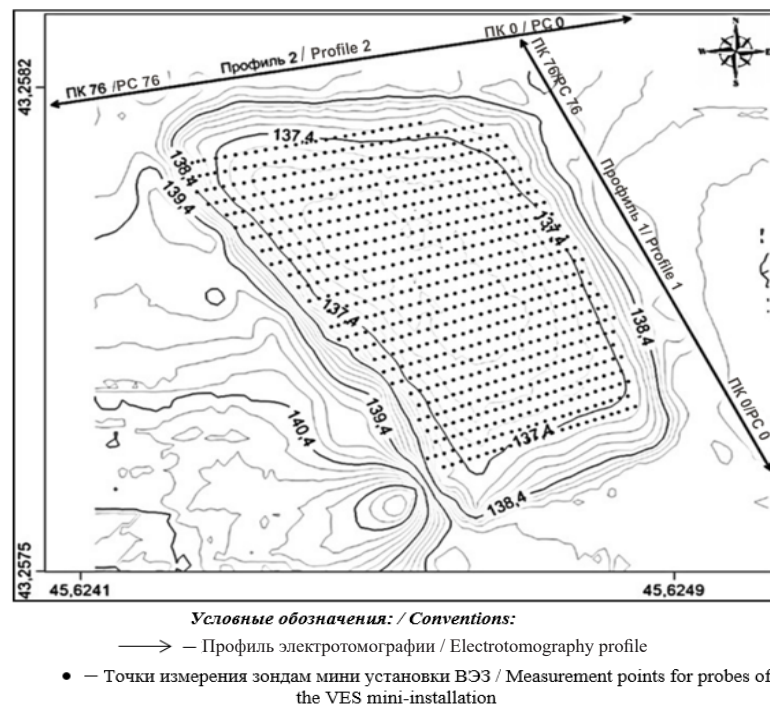 ПК 0 / PC 0
Профиль 2 / Profile 2
ПК 76 /PC 76
N
W
E
S
43,2582
ПК 76/PC 76
137.4
138.4
139.4
Профиль 1/ Profile 1
137.4
137.4
138.4
139.4
140.4
ПК 0/PC 0
137.4
138.4
43,2575
45,6241
45,6249
Условные обозначения: / Conventions:
— Профиль электротомографии / Electrotomography profile
— Точки измерения зондам мини установки ВЭЗ / Measurement points for probes of
the VES mini-installation